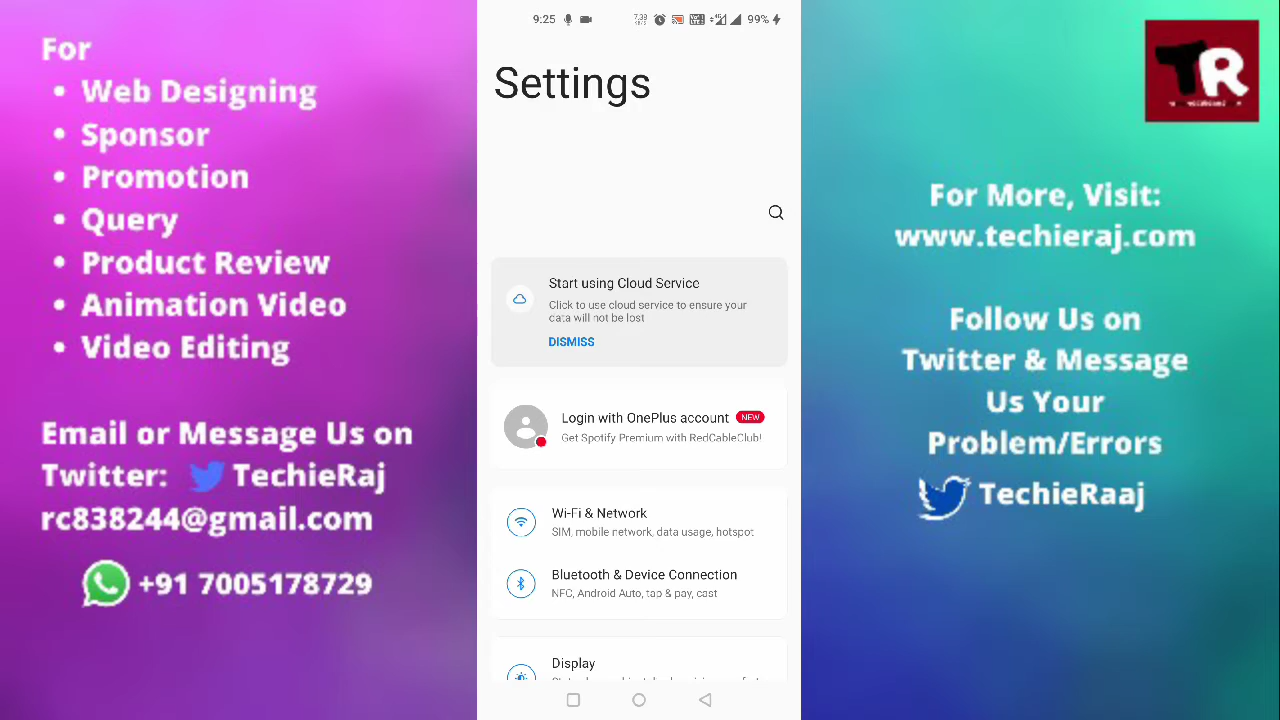 For
• Web Designing
• Sponsor
• Promotion
• Query
• Product Review
• Animation Video
• Video Editing
Email or Message Us on
Twitter: TechieRaj
rc838244@gmail.com
+91 7005178729
9:25
99%
Settings
Start using Cloud Service
Click to use cloud service to ensure your
data will not be lost
DISMISS
Login with OnePlus account NEW
Get Spotify Premium with RedCableClub!
Wi-Fi & Network
SIM, mobile network, data usage, hotspot
Bluetooth & Device Connection
NFC, Android Auto, tap & pay, cast
Display
TR
For More, Visit:
www.techieraj.com
Follow Us on
Twitter & Message
Us Your
Problem/Errors
TechieRaaj